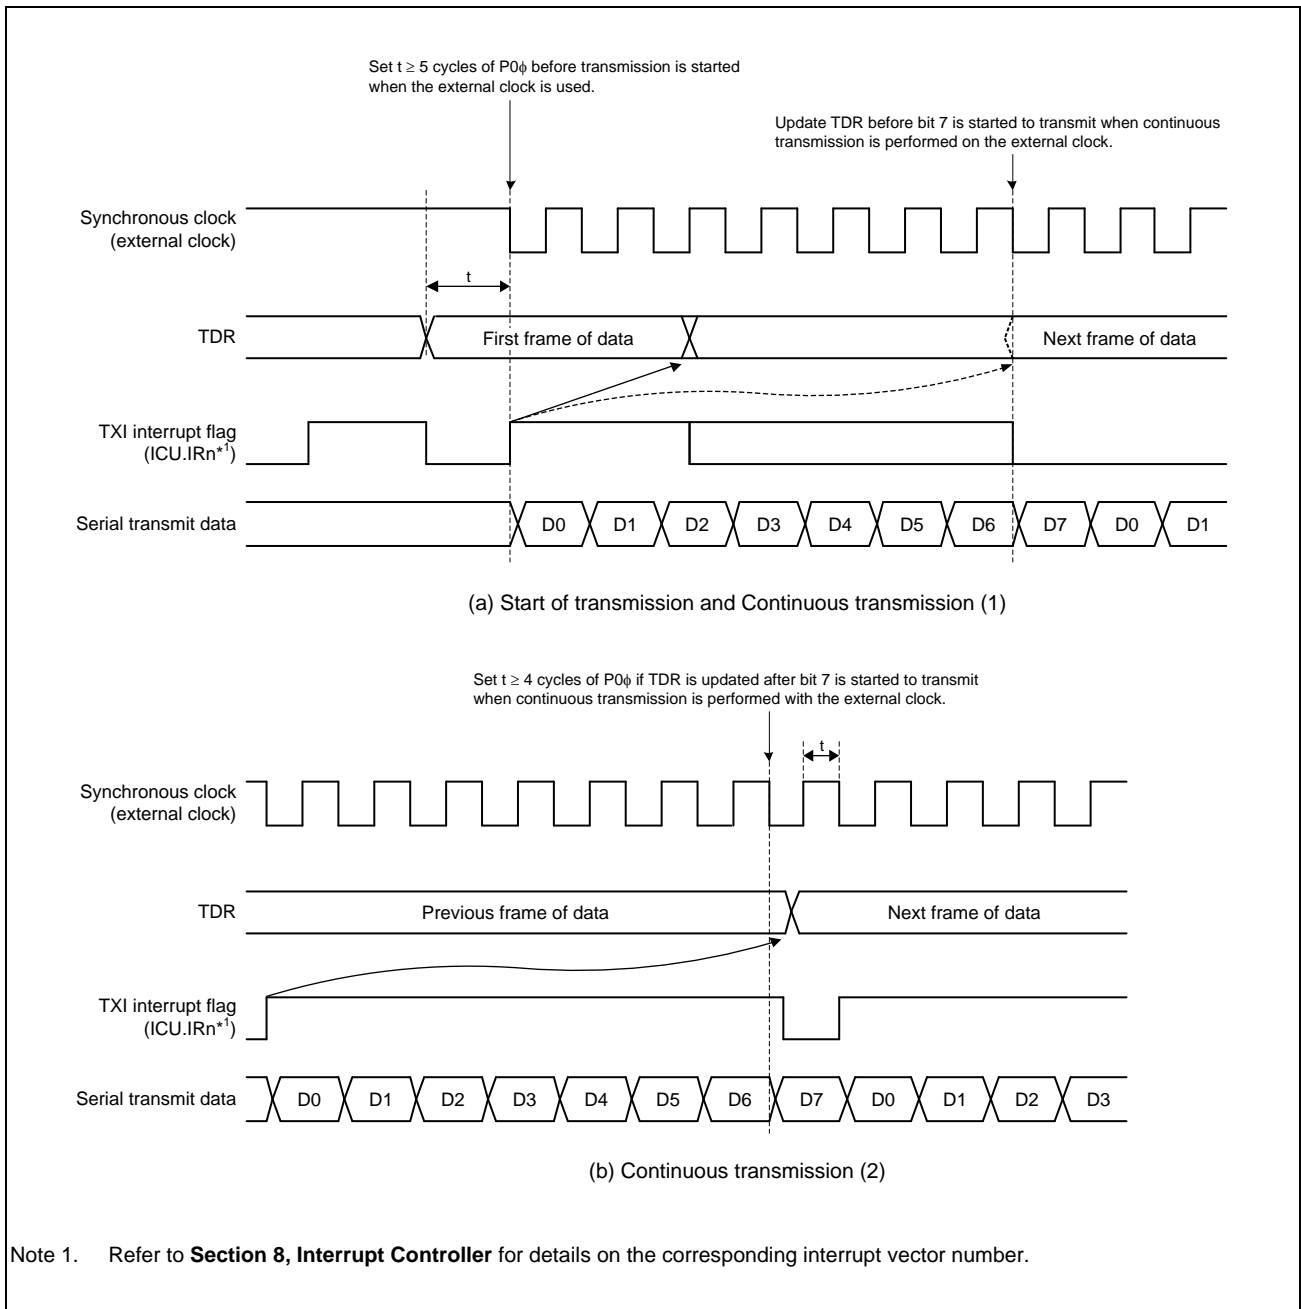 Set t ≥ 5 cycles of P0ϕ before transmission is started
when the external clock is used.
Update TDR before bit 7 is started to transmit when continuous
transmission is performed on the external clock.
Synchronous clock
(external clock)
t
TDR
First frame of data
Next frame of data
TXI interrupt flag
(ICU.IRn*1)
Serial transmit data
D0 D1 D2 D3 D4 D5 D6 D7 D0 D1
(a) Start of transmission and Continuous transmission (1)
Set t ≥ 4 cycles of P0ϕ if TDR is updated after bit 7 is started to transmit
when continuous transmission is performed with the external clock.
t
Synchronous clock
(external clock)
TDR
Previous frame of data
Next frame of data
TXI interrupt flag
(ICU.IRn*1)
Serial transmit data
D0 D1 D2 D3 D4 D5 D6 D7 D0 D1 D2 D3
(b) Continuous transmission (2)
Note 1. Refer to Section 8, Interrupt Controller for details on the corresponding interrupt vector number.